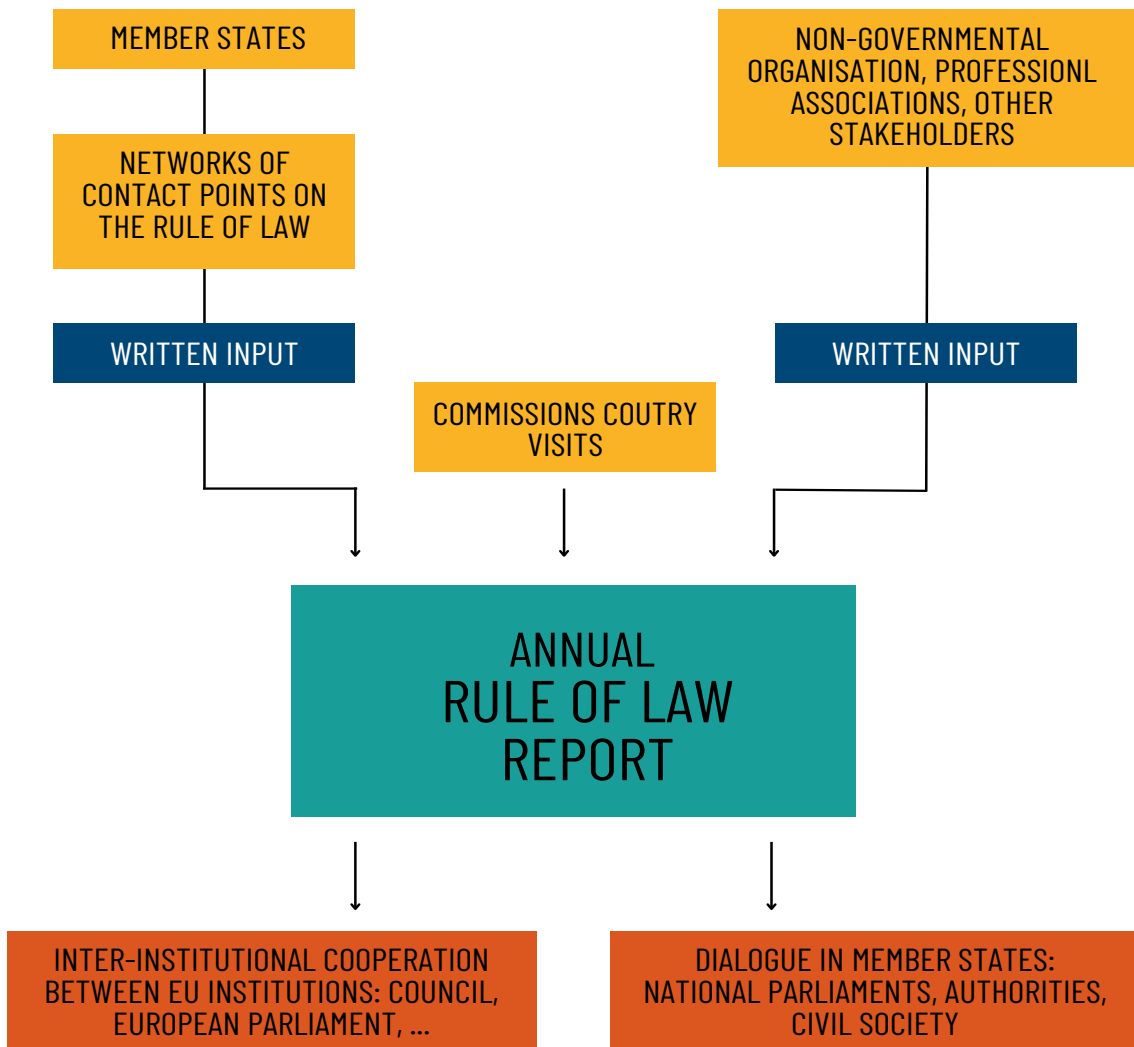 MEMBER STATES
NON-GOVERNMENTAL
ORGANISATION, PROFESSIONL
ASSOCIATIONS, OTHER
STAKEHOLDERS
NETWORKS OF
CONTACT POINTS ON
THE RULE OF LAW
WRITTEN INPUT
WRITTEN INPUT
COMMISSIONS COUTRY
VISITS
ANNUAL
RULE OF LAW
REPORT
INTER-INSTITUTIONAL COOPERATION
BETWEEN EU INSTITUTIONS: COUNCIL,
EUROPEAN PARLIAMENT, ...
DIALOGUE IN MEMBER STATES:
NATIONAL PARLIAMENTS, AUTHORITIES,
CIVIL SOCIETY